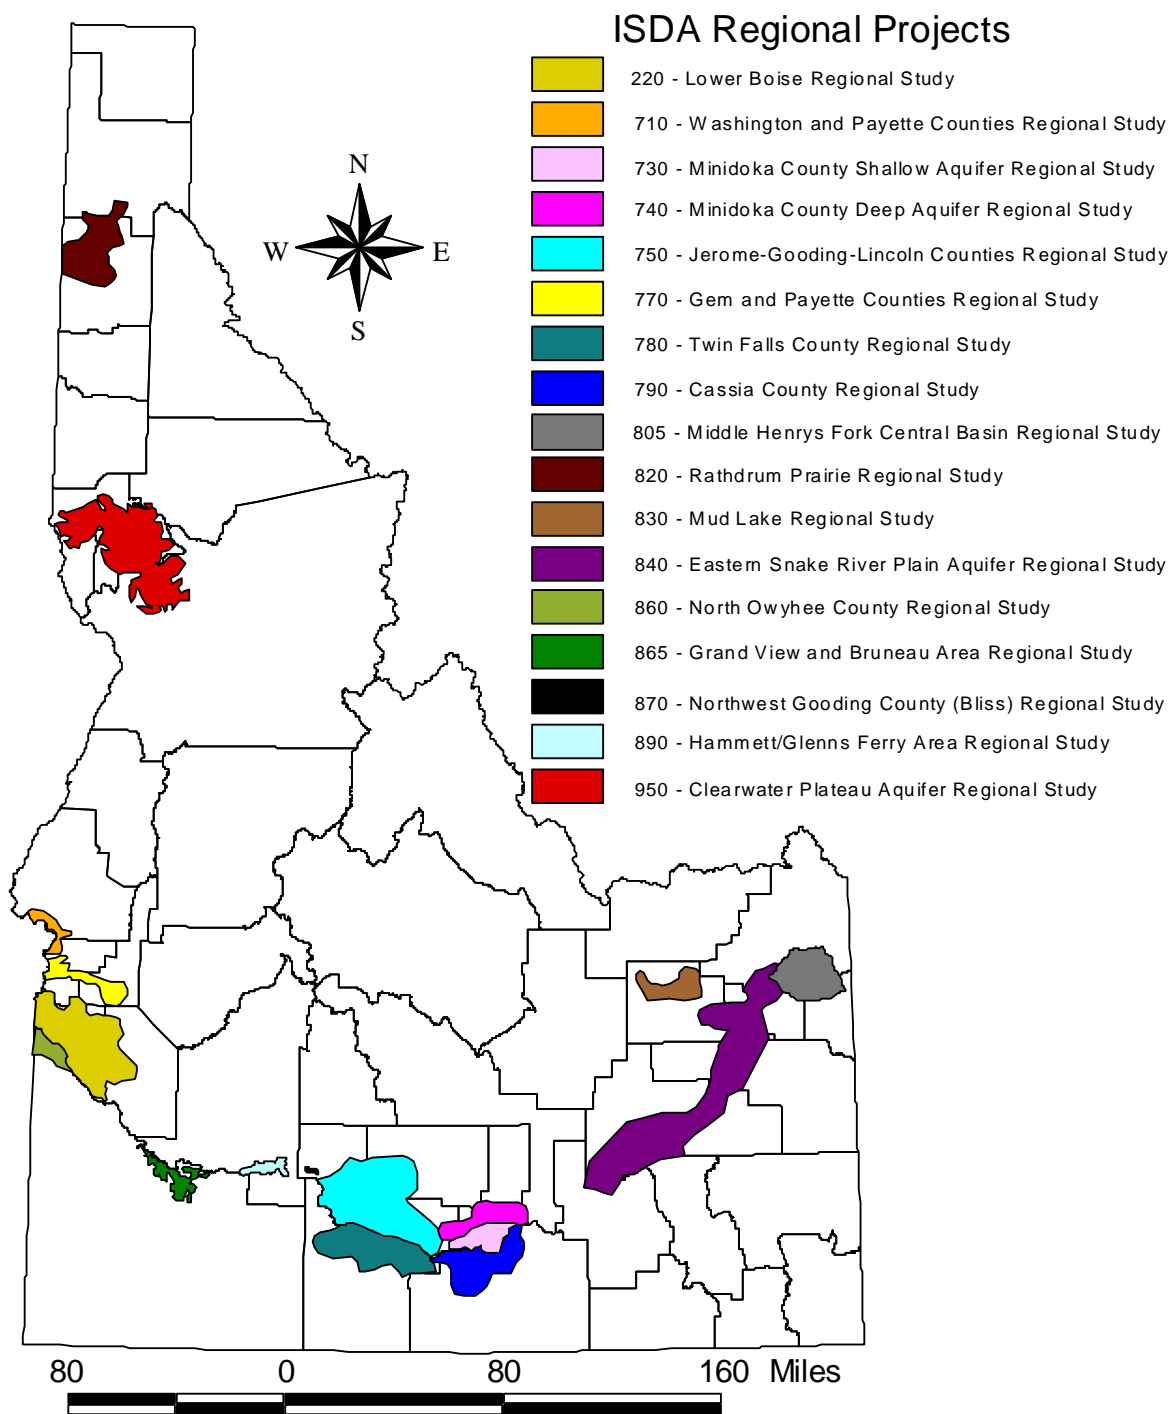 ISDA Regional Projects
220 - Lower Boise Regional Study
710 - Washington and Payette Counties Regional Study
730 - Minidoka County Shallow Aquifer Regional Study
740 - Minidoka County Deep Aquifer Regional Study
750 - Jerome-Gooding-Lincoln Counties Regional Study
770 - Gem and Payette Counties Regional Study
780 - Twin Falls County Regional Study
790 - Cassia County Regional Study
805 - Middle Henrys Fork Central Basin Regional Study
820 - Rathdrum Prairie Regional Study
830 - Mud Lake Regional Study
840 - Eastern Snake River Plain Aquifer Regional Study
860 - North Owyhee County Regional Study
865 - Grand View and Bruneau Area Regional Study
870 - Northwest Gooding County (Bliss) Regional Study
890 - Hammett/Glenns Ferry Area Regional Study
950 - Clearwater Plateau Aquifer Regional Study
N
W E
S
80 0 80 160 Miles